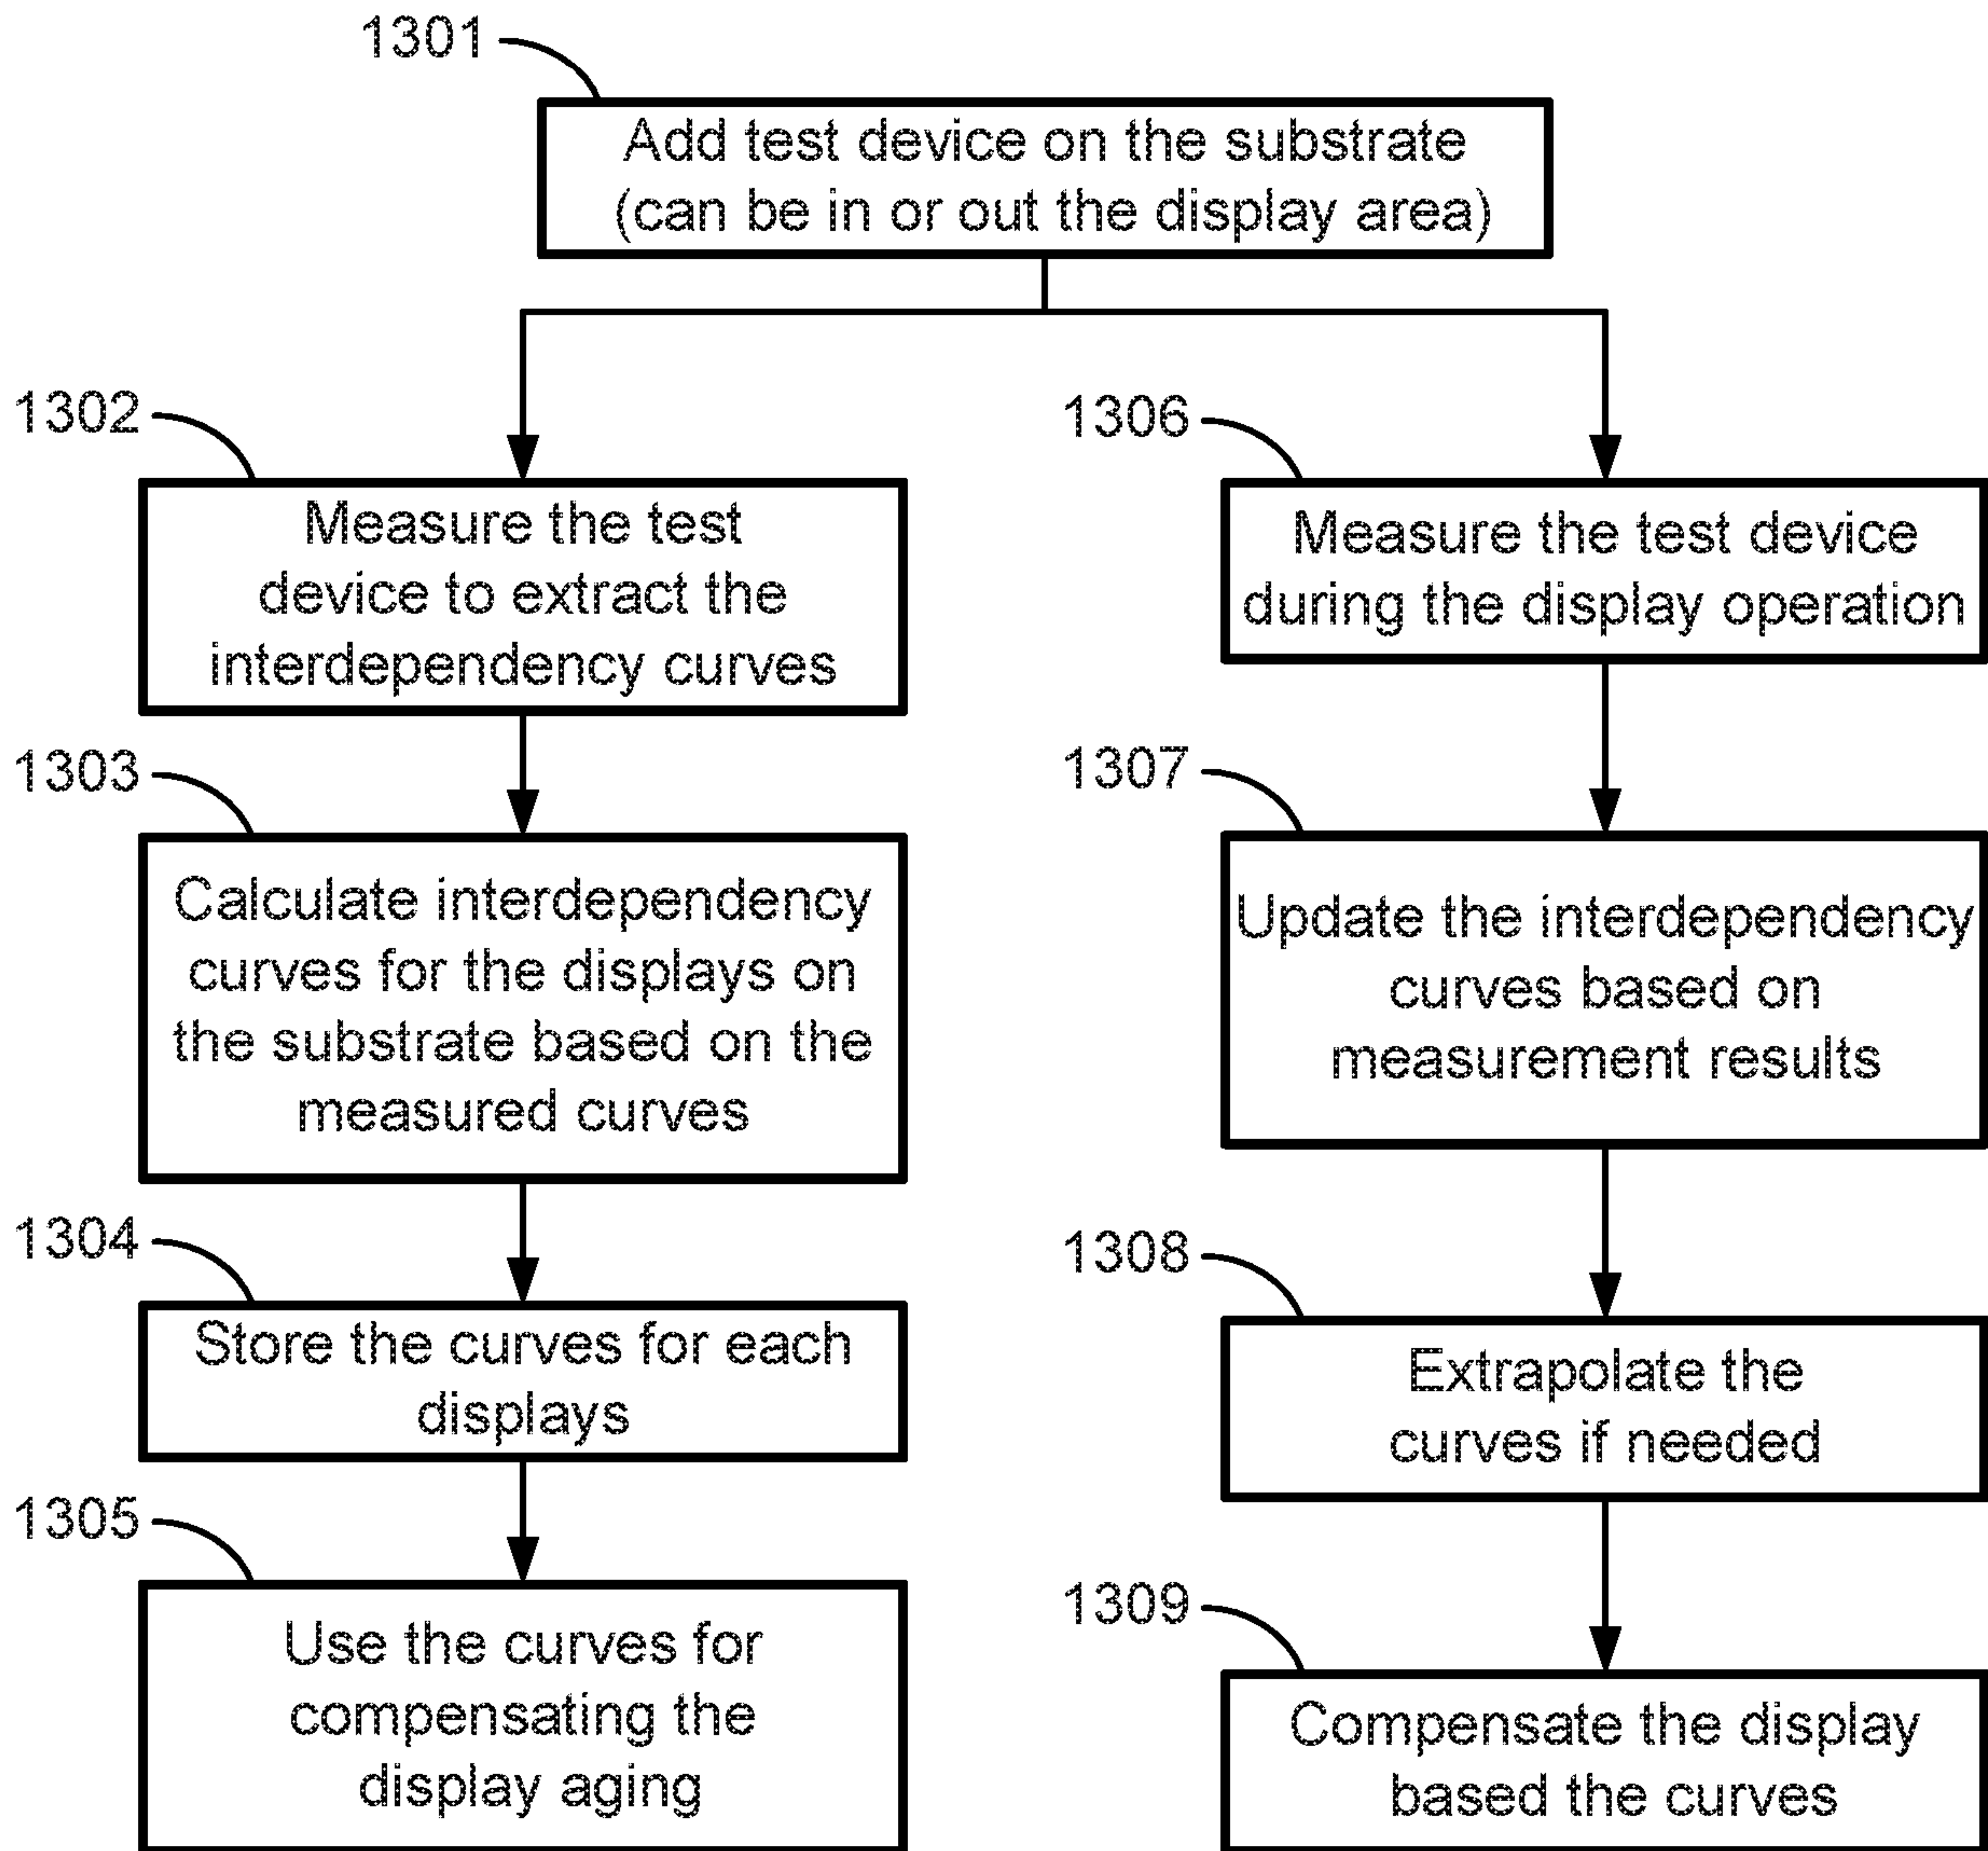 1301
Add test device on the substrate
(can be in or out the display area)
1302
Measure the test
device to extract the
interdependency curves
1303
Calculate interdependency
curves for the displays on
the substrate based on the
measured curves
1304
Store the curves for each
displays
1305
Use the curves for
compensating the
display aging
1306
Measure the test device
during the display operation
1307
Update the interdependency
curves based on
measurement results
1308
Extrapolate the
curves if needed
1309
Compensate the display
based the curves